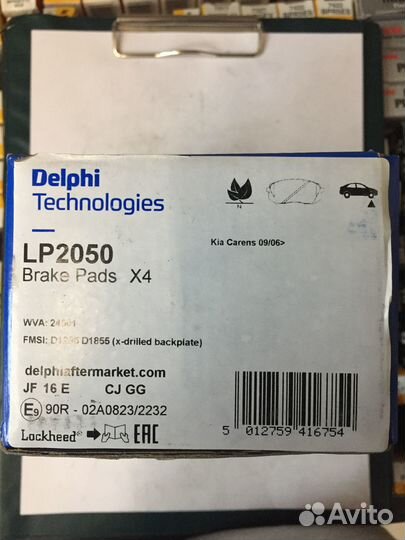 Delphi
Technologies
N
LP2050
Brake Pads X4
Kia Carens 09/06>
WVA:
FMSI: D1855 (x-drilled backplate)
delphiaftermarket.com
JF 16 E CJ GG
E9 90R - 02A0823/2232
Lockheed EAC
5 012759 416754
Avito